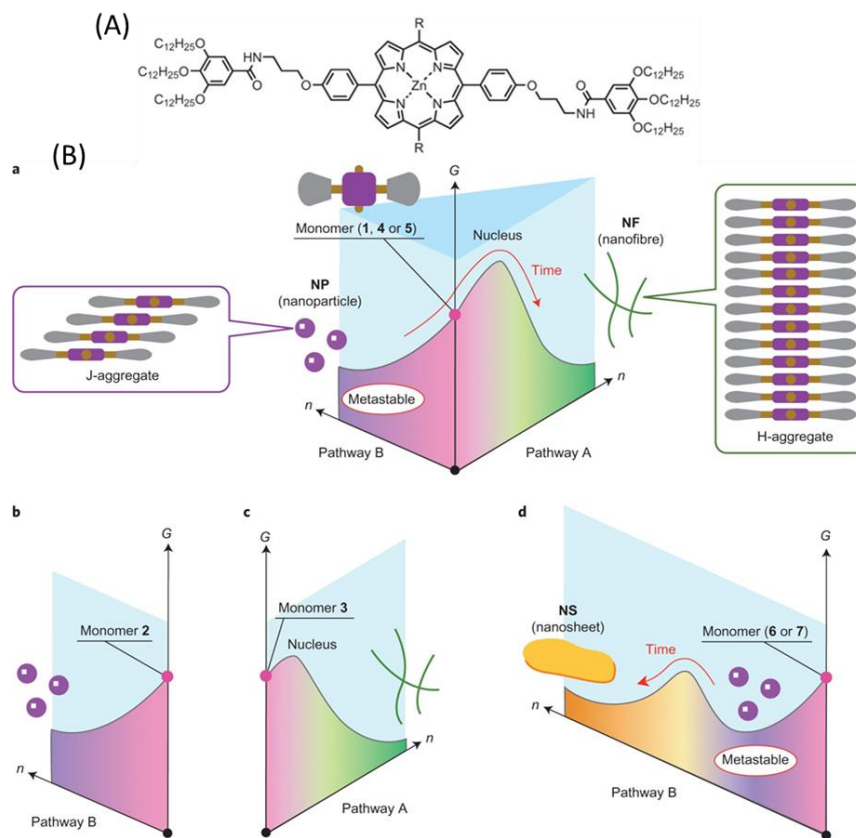 (A)
R
C₁₂H₂₅O
C₁₂H₂₅O
C₁₂H₂₅O
O
HN
O
N
N
Zn
N
N
R
O
NH
O
OC₁₂H₂₅
OC₁₂H₂₅
OC₁₂H₂₅
(B)
a
G
Monomer (1, 4 or 5)
Nucleus
NF
(nanofibre)
Time
NP
(nanoparticle)
J-aggregate
Metastable
n
n
Pathway B
Pathway A
H-aggregate
b
G
Monomer 2
n
Pathway B
c
G
Monomer 3
Nucleus
n
Pathway A
d
G
NS
(nanosheet)
Monomer (6 or 7)
Time
n
Metastable
Pathway B